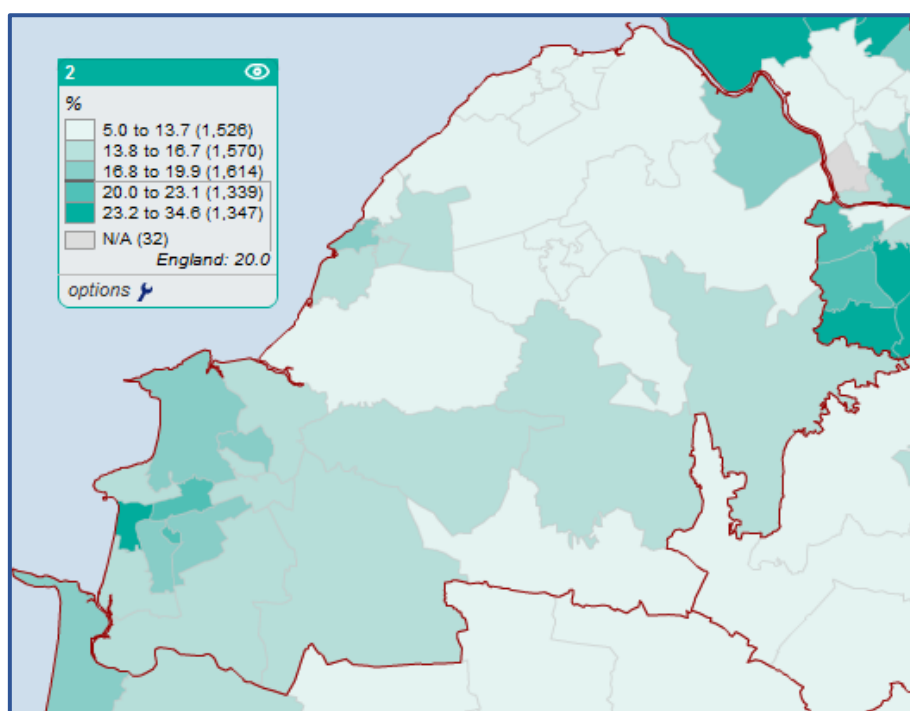 2
%
5.0 to 13.7 (1,526)
13.8 to 16.7 (1,570)
16.8 to 19.9 (1,614)
20.0 to 23.1 (1,339)
23.2 to 34.6 (1,347)
N/A (32)
England: 20.0
options